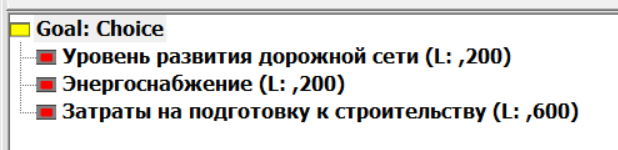 Goal: Choice
Уровень развития дорожной сети (L: ,200)
Энергоснабжение (L: ,200)
Затраты на подготовку к строительству (L: ,600)